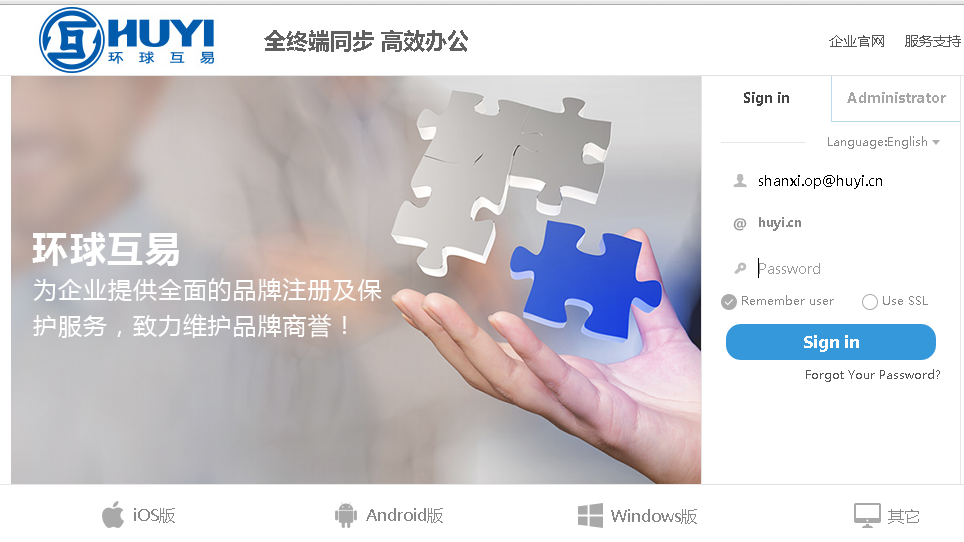 HUYI
环球互易
全终端同步 高效办公
企业官网 服务支持
Sign in Administrator
Language:English
shanxi.op@huyi.cn
@ huyi.cn
Password
Remember user Use SSL
Sign in
Forgot Your Password?
环球互易
为企业提供全面的品牌注册及保
护服务，致力维护品牌商誉！
iOS版 Android版 Windows版 其它